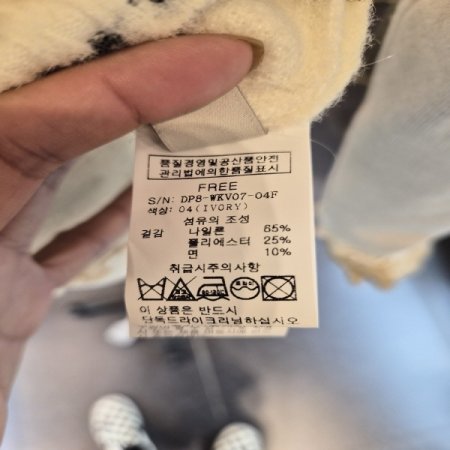 품질경영및공산품안전
관리법에의한품질표시
FREE
S/N: DP8-WKV07-04F
색상: 04(IVORY)
섬유의 조성
겉감 나일론 65%
폴리에스터 25%
면 10%
취급시주의사항
이 상품은 반드시
단독드라이크리닝하십시오